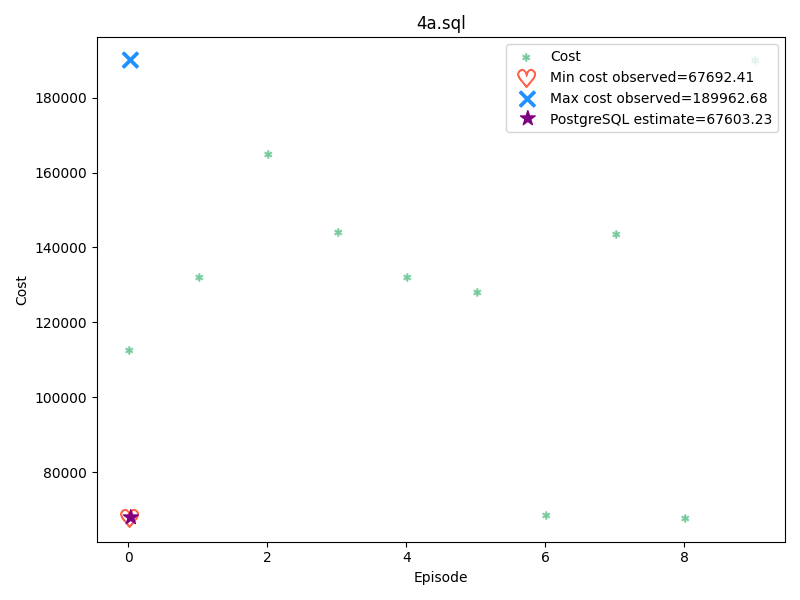 4a.sql
Cost
Min cost observed=67692.41
Max cost observed=189962.68
PostgreSQL estimate=67603.23
180000
160000
140000
120000
100000
80000
Cost
0
2
4
6
8
Episode